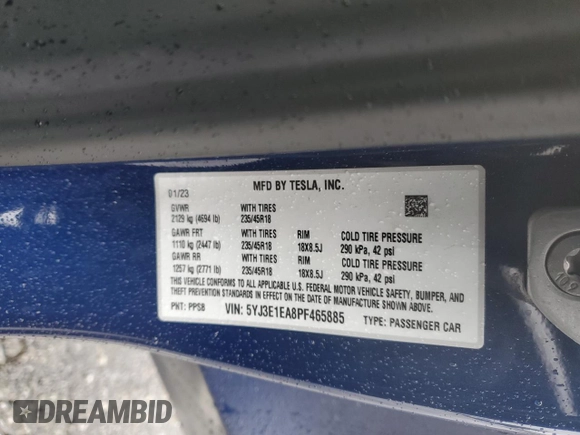 01/23 MFD BY TESLA, INC.
GVWR WITH TIRES
2129 kg (4694 lb) 235/45R18
GAWR FRT WITH TIRES RIM COLD TIRE PRESSURE
1110 kg (2447 lb) 235/45R18 18X8.5J 290 kPa, 42 psi
GAWR RR WITH TIRES RIM COLD TIRE PRESSURE
1257 kg (2771 lb) 235/45R18 18X8.5J 290 kPa, 42 psi
THIS VEHICLE CONFORMS TO ALL APPLICABLE U.S. FEDERAL MOTOR VEHICLE SAFETY, BUMPER, AND
THEFT PREVENTION STANDARDS IN EFFECT ON THE DATE OF MANUFACTURE SHOWN ABOVE.
PNT: PPSB VIN: 5YJ3E1EA8PF465885 TYPE: PASSENGER CAR
DREAMBID